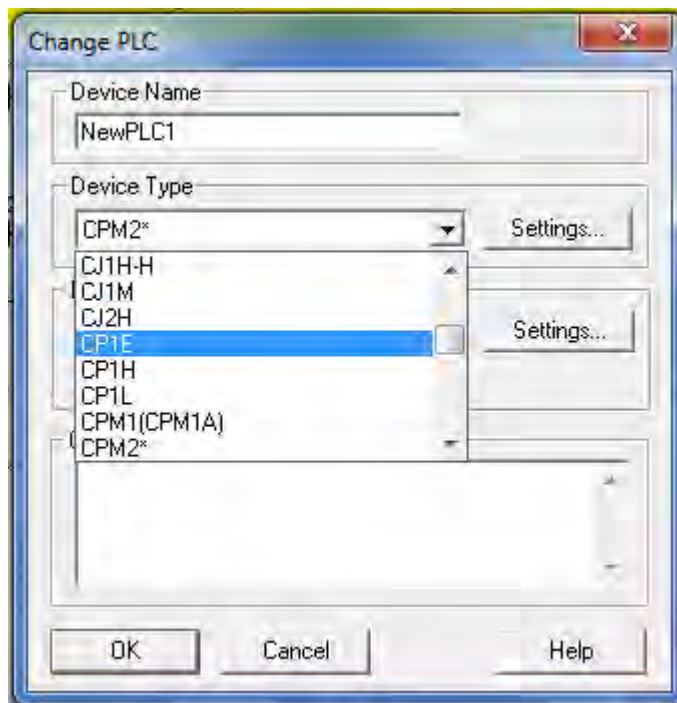 Change PLC
Device Name
NewPLC1
Device Type
CPM2*
Settings...
CJ1H-H
CJ1M
CJ2H
CP1E
Settings...
CP1H
CP1L
CPM1(CPM1A)
CPM2*
OK
Cancel
Help